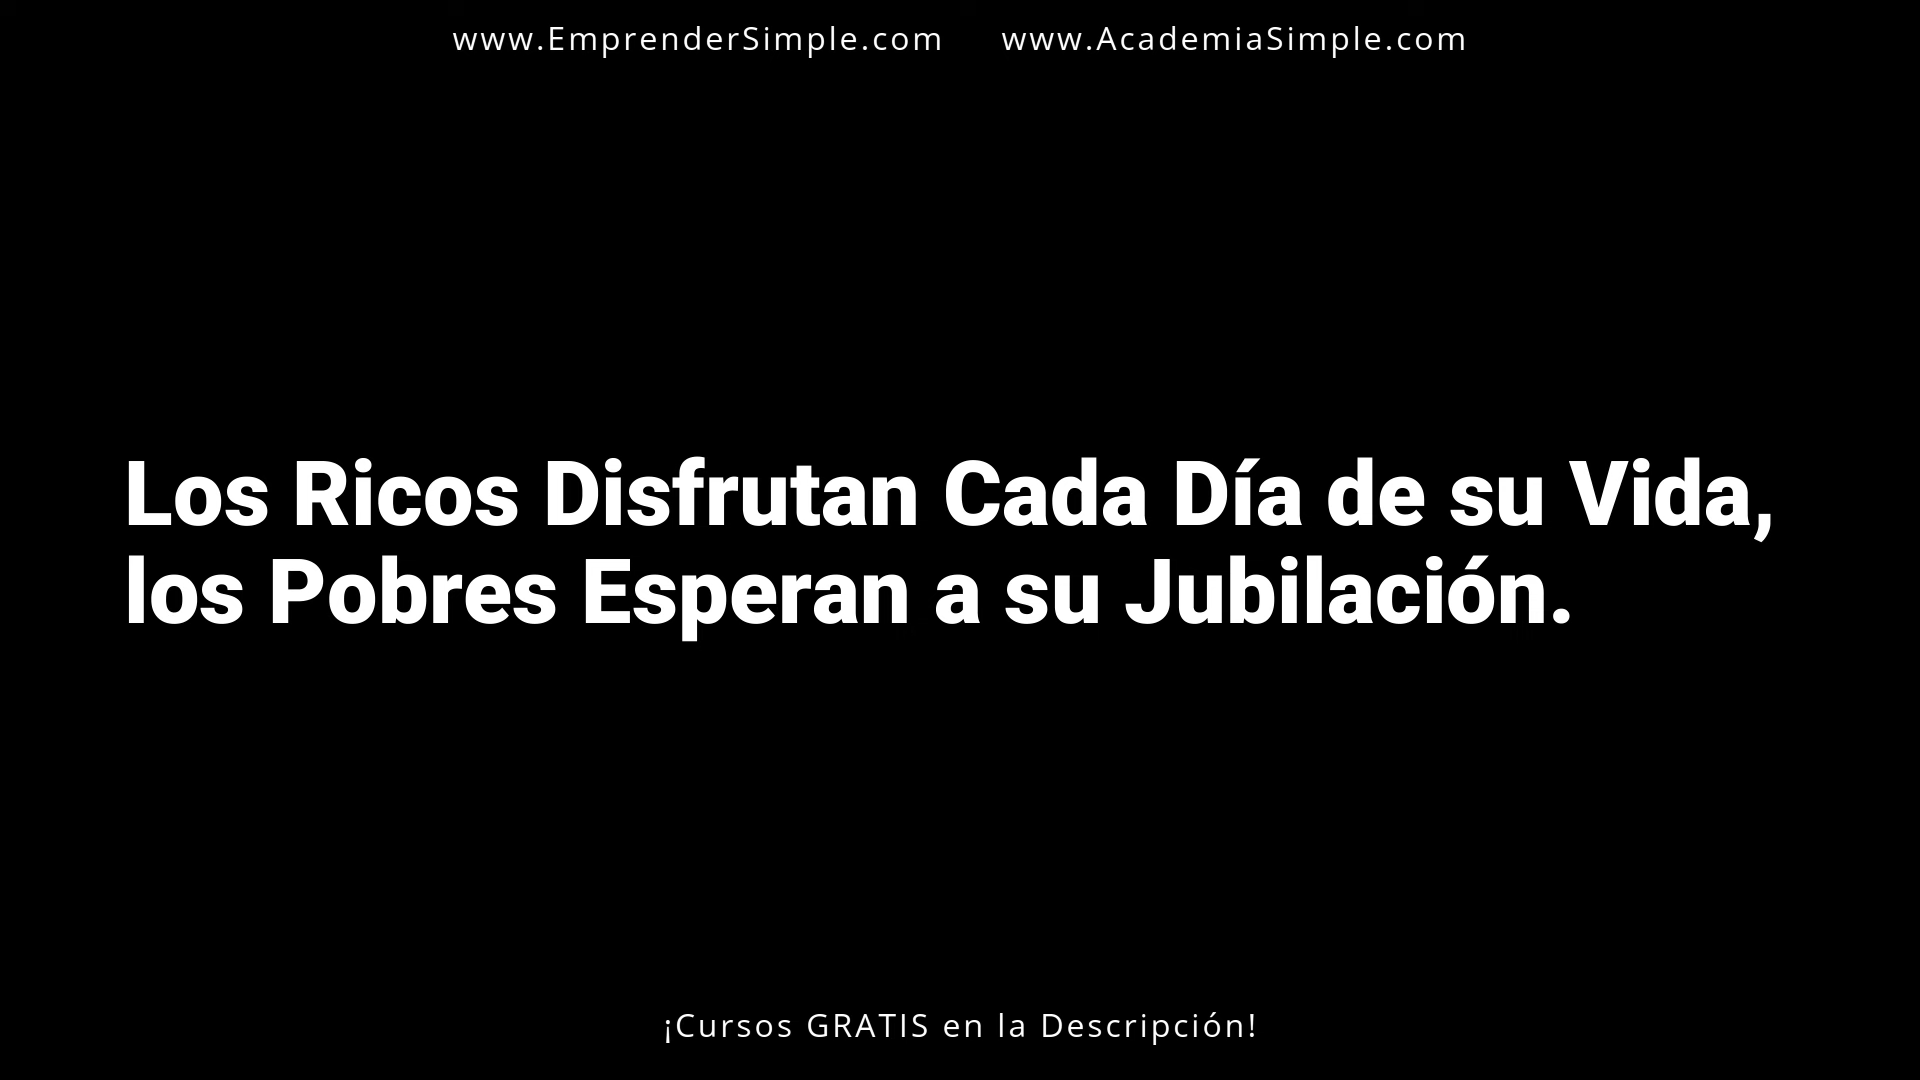 www.EmprenderSimple.com www.AcademiaSimple.com
Los Ricos Disfrutan Cada Día de su Vida,
los Pobres Esperan a su Jubilación.
¡Cursos GRATIS en la Descripción!